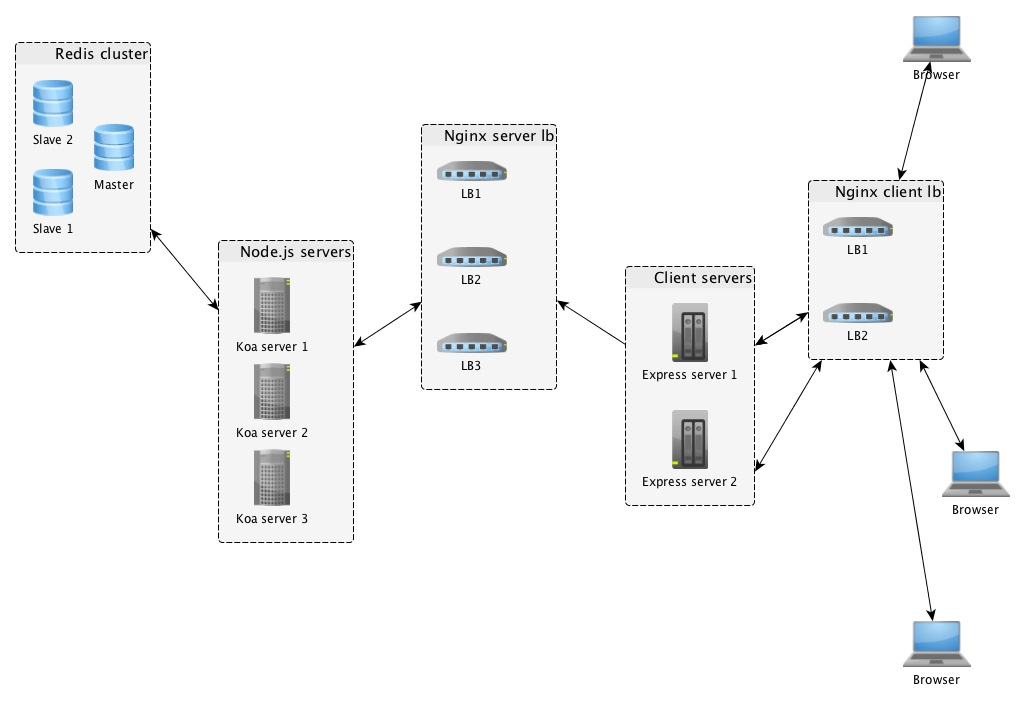 Redis cluster
Slave 2
Master
Slave 1
Node.js servers
Koa server 1
Koa server 2
Koa server 3
Nginx server lb
LB1
LB2
LB3
Client servers
Express server 1
Express server 2
Nginx client lb
LB1
LB2
Browser
Browser
Browser